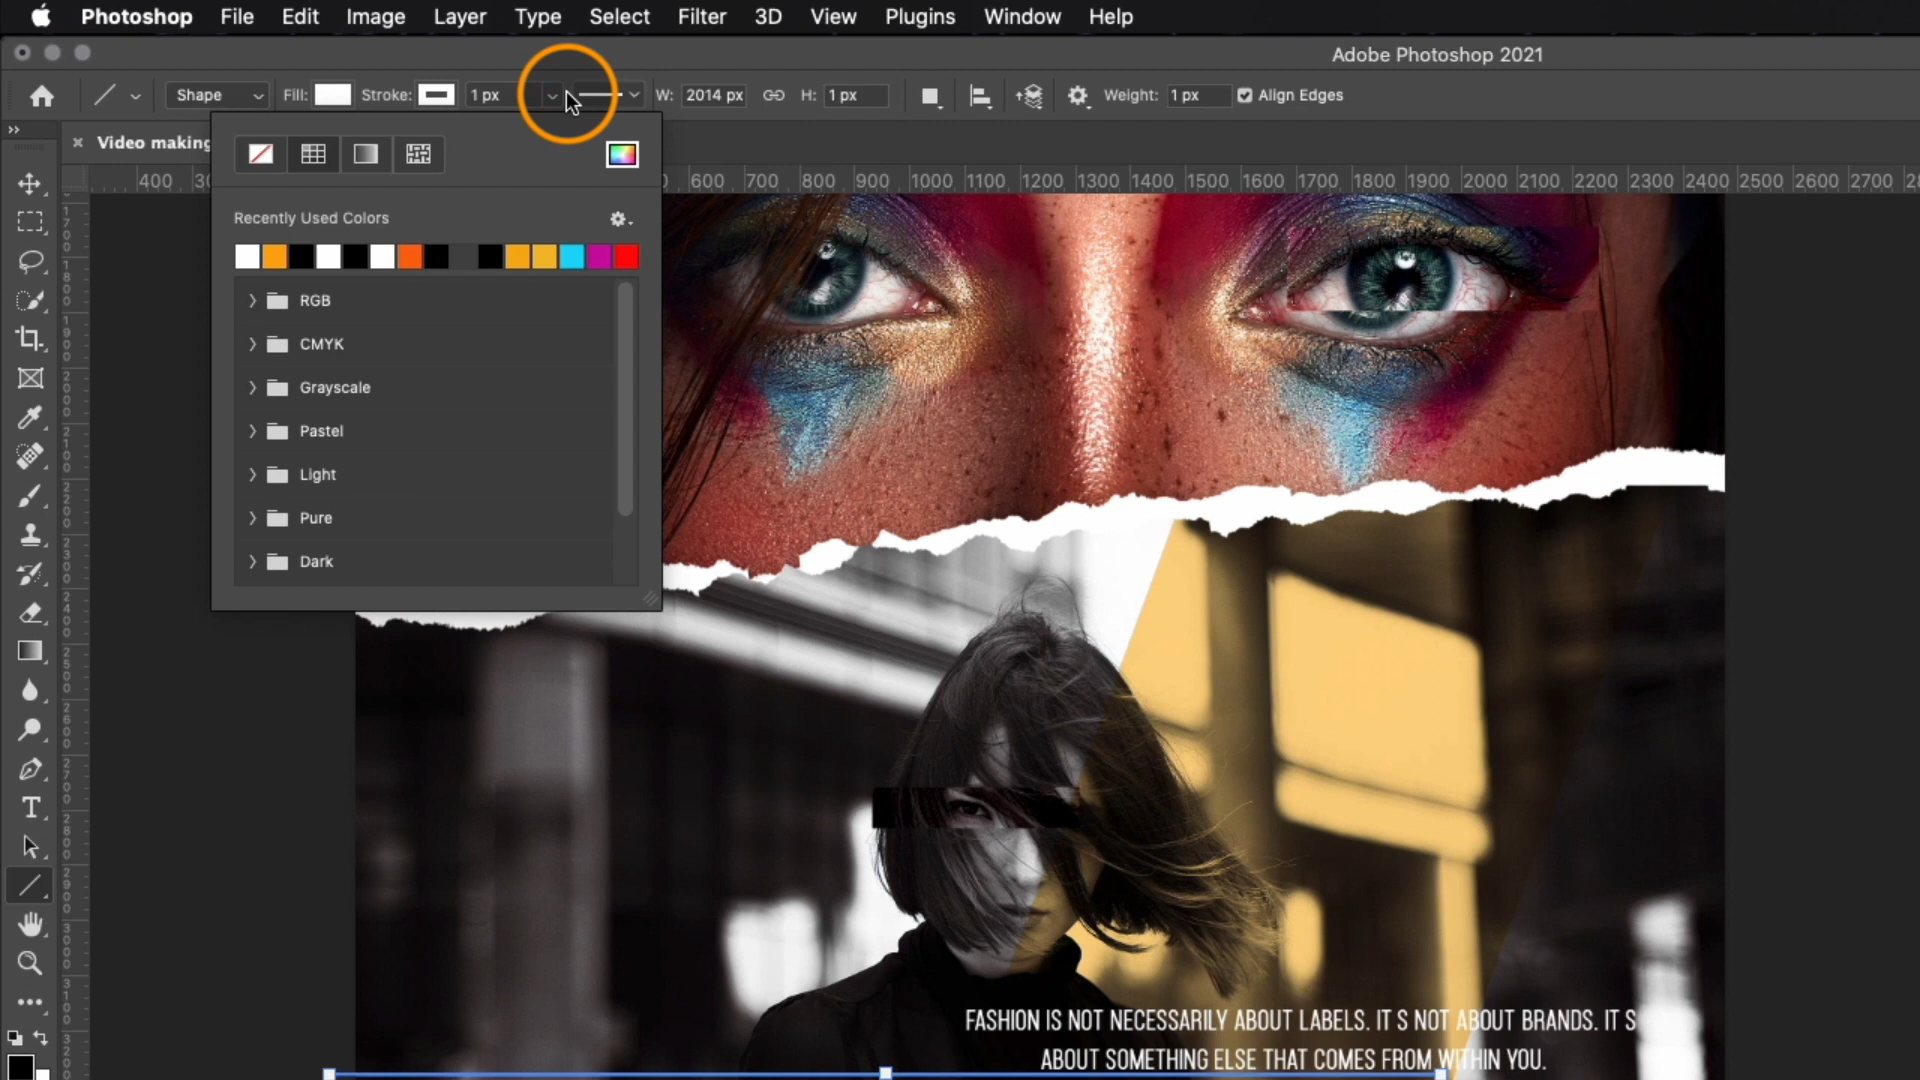 Photoshop File Edit Image Layer Type Select Filter 3D View Plugins Window Help
Adobe Photoshop 2021
Shape Fill: Stroke: 1 px W: 2014 px H: 1 px Weight: 1 px Align Edges
Video making
400 600 700 800 900 1000 1100 1200 1300 1400 1500 1600 1700 1800 1900 2000 2100 2200 2300 2400 2500 2600 2700
Recently Used Colors
RGB
CMYK
Grayscale
Pastel
Light
Pure
Dark
FASHION IS NOT NECESSARILY ABOUT LABELS. IT S NOT ABOUT BRANDS. IT S
ABOUT SOMETHING ELSE THAT COMES FROM WITHIN YOU.